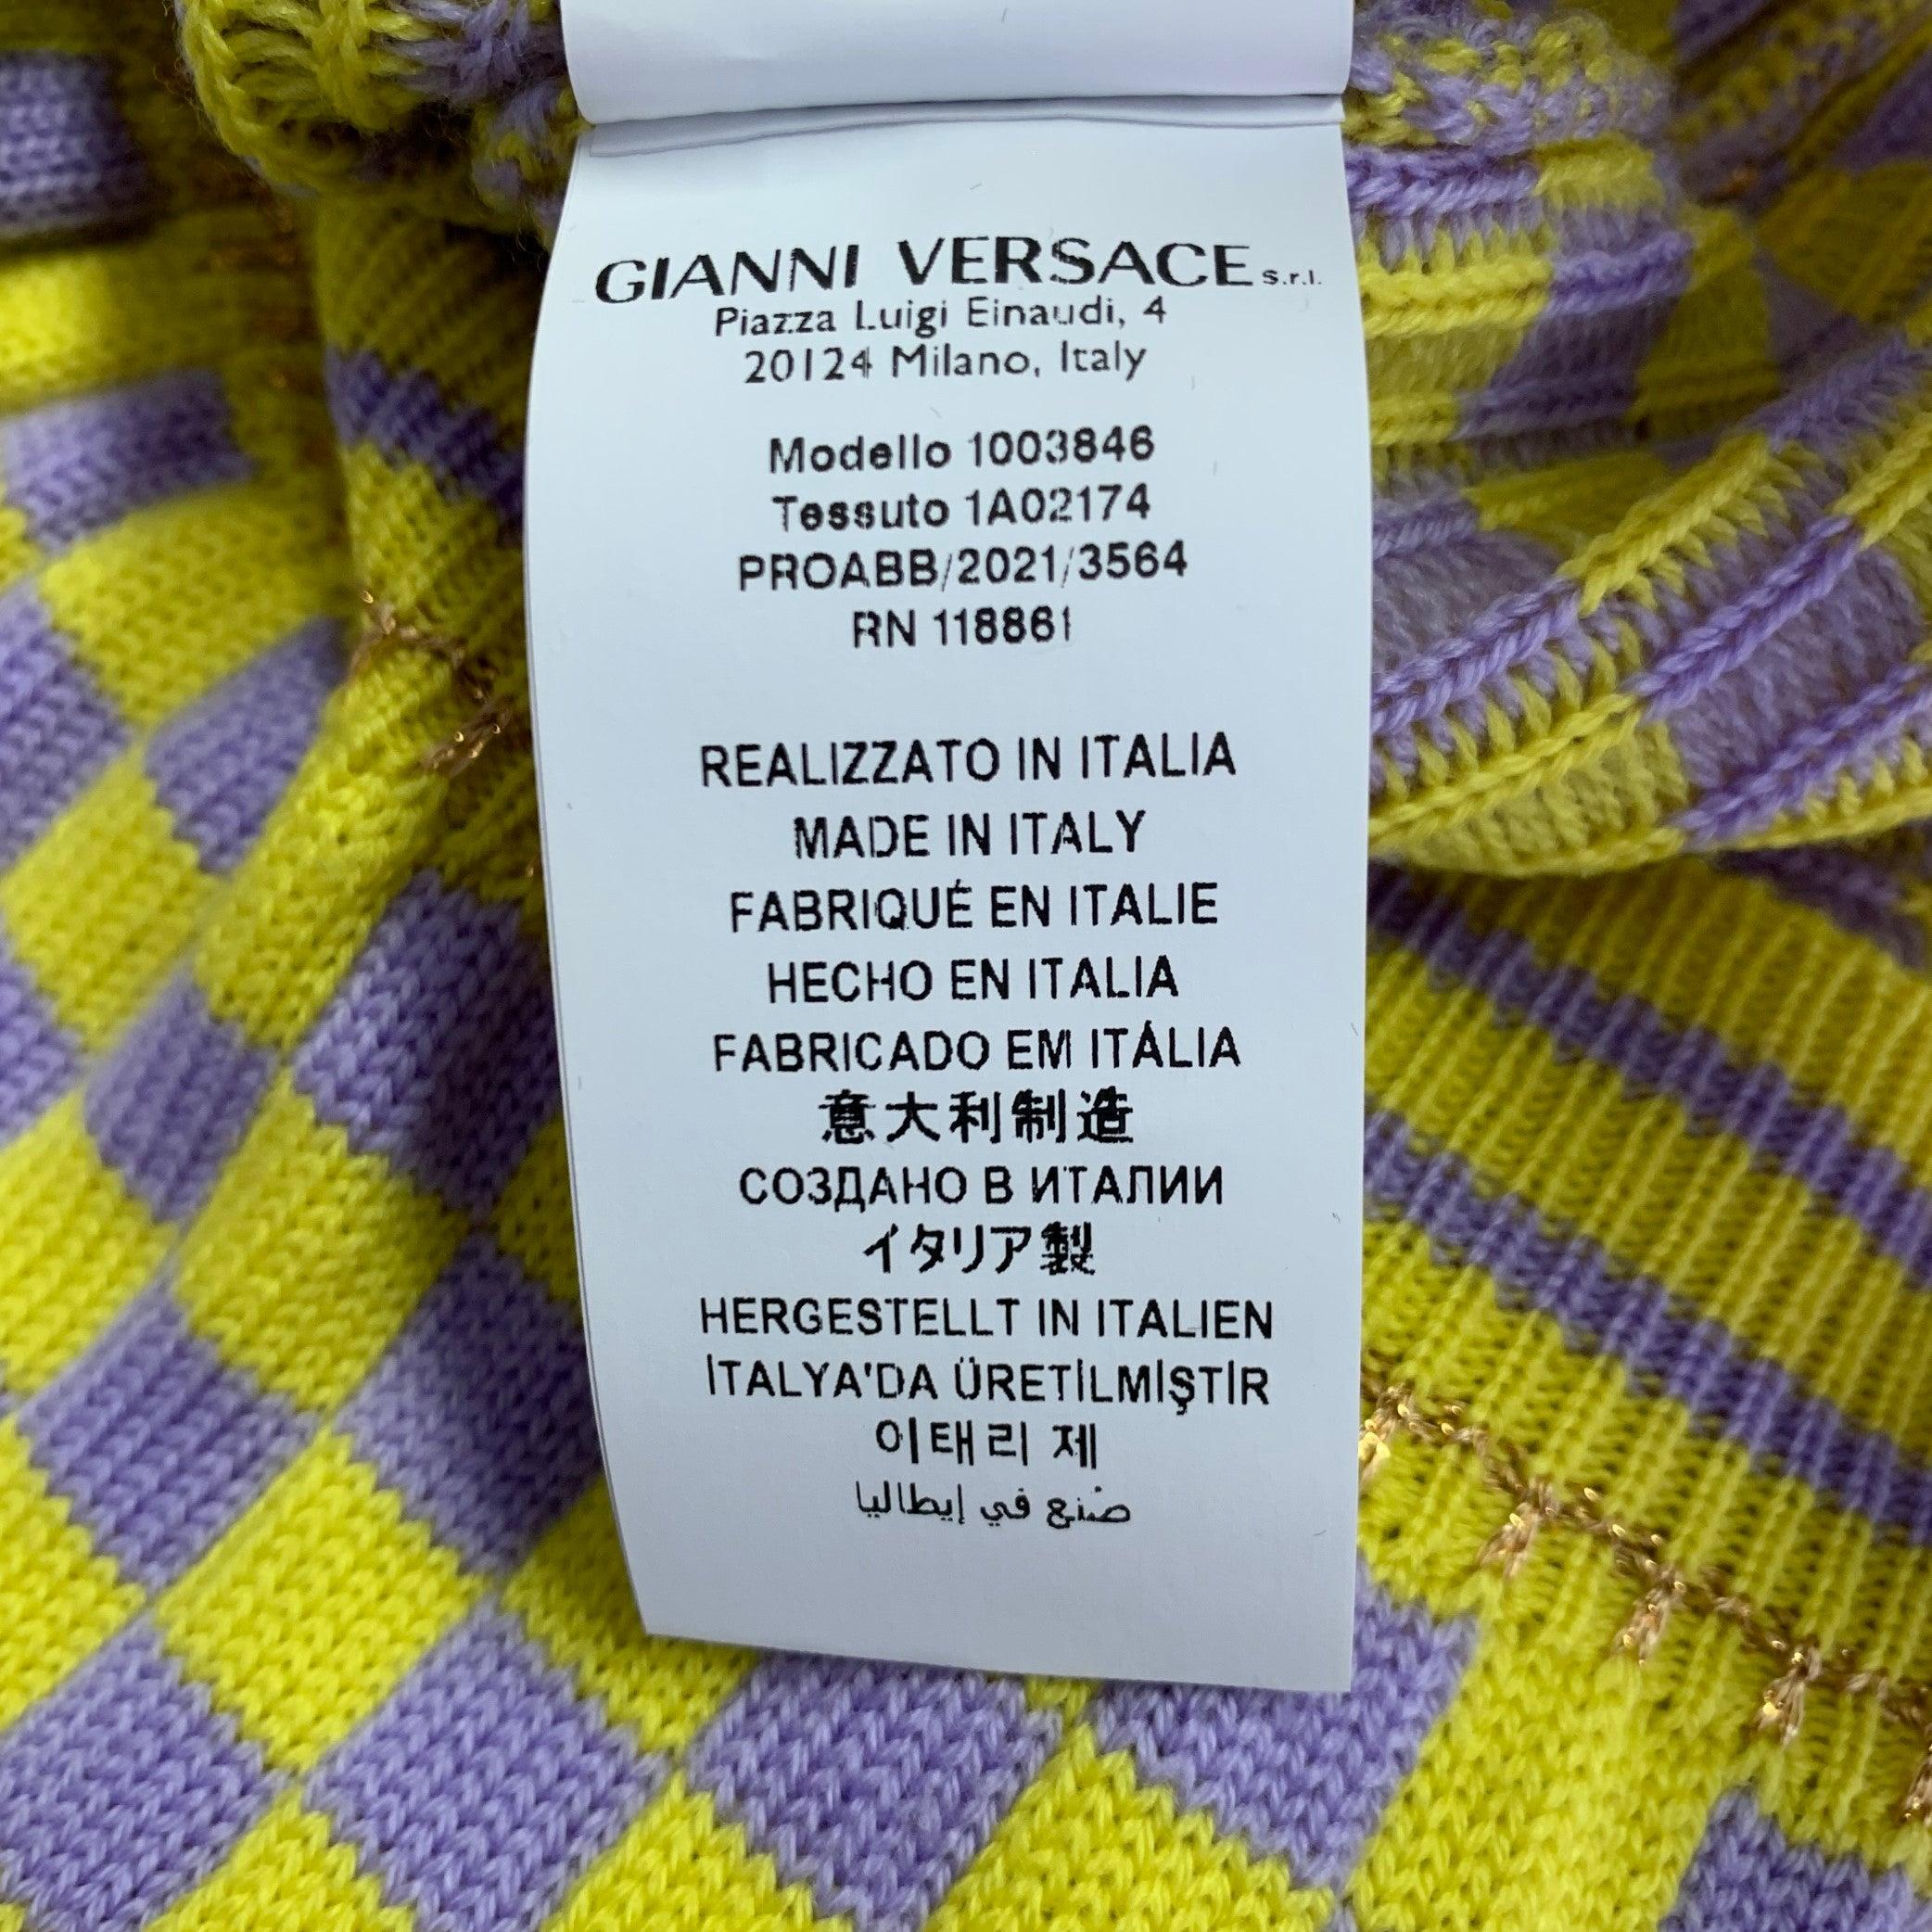 GIANNI VERSACE s.r.l.
Piazza Luigi Einaudi, 4
20124 Milano, Italy
Modello 1003846
Tessuto 1A02174
PROABB/2021/3564
RN 118861
REALIZZATO IN ITALIA
MADE IN ITALY
FABRIQUÉ EN ITALIE
HECHO EN ITALIA
FABRICADO EM ITÁLIA
意大利制造
СОЗДАНО В ИТАЛИИ
イタリア製
HERGESTELLT IN ITALIEN
İTALYA'DA ÜRETİLMİŞTİR
이태리 제
صُنع في إيطاليا